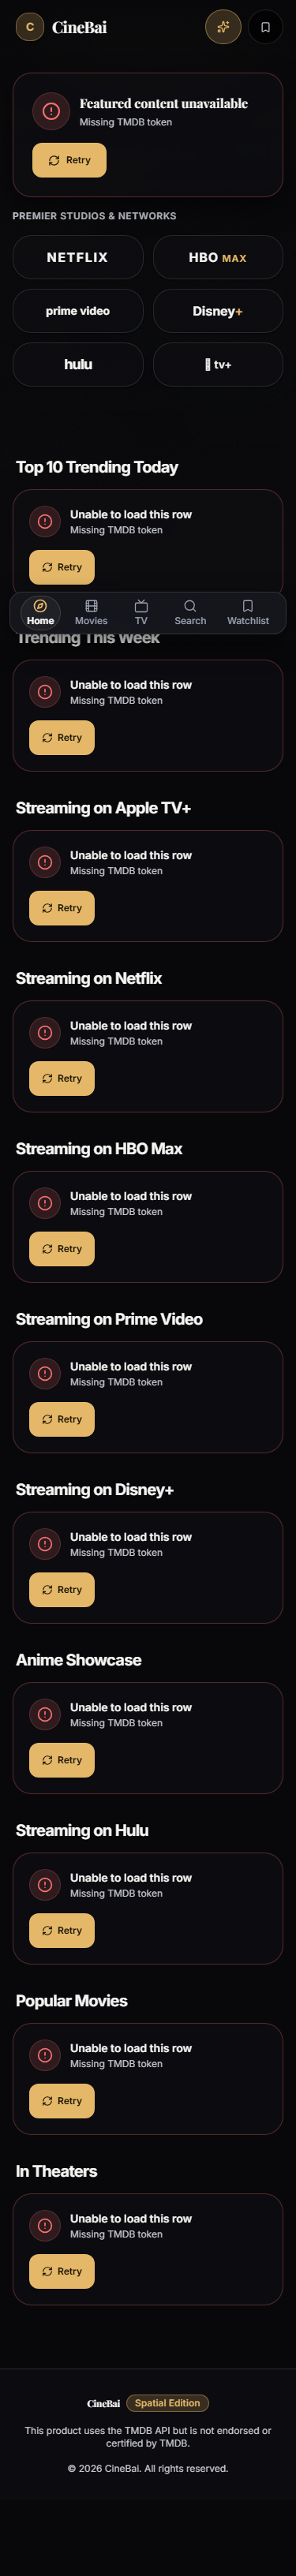 C CineBai
Featured content unavailable
Missing TMDB token
Retry
PREMIER STUDIOS & NETWORKS
NETFLIX
HBO MAX
prime video
Disney+
hulu
tv+
Top 10 Trending Today
Unable to load this row
Missing TMDB token
Retry
Home
Movies
TV
Search
Watchlist
Trending This Week
Unable to load this row
Missing TMDB token
Retry
Streaming on Apple TV+
Unable to load this row
Missing TMDB token
Retry
Streaming on Netflix
Unable to load this row
Missing TMDB token
Retry
Streaming on HBO Max
Unable to load this row
Missing TMDB token
Retry
Streaming on Prime Video
Unable to load this row
Missing TMDB token
Retry
Streaming on Disney+
Unable to load this row
Missing TMDB token
Retry
Anime Showcase
Unable to load this row
Missing TMDB token
Retry
Streaming on Hulu
Unable to load this row
Missing TMDB token
Retry
Popular Movies
Unable to load this row
Missing TMDB token
Retry
In Theaters
Unable to load this row
Missing TMDB token
Retry
CineBai Spatial Edition
This product uses the TMDB API but is not endorsed or
certified by TMDB.
© 2026 CineBai. All rights reserved.